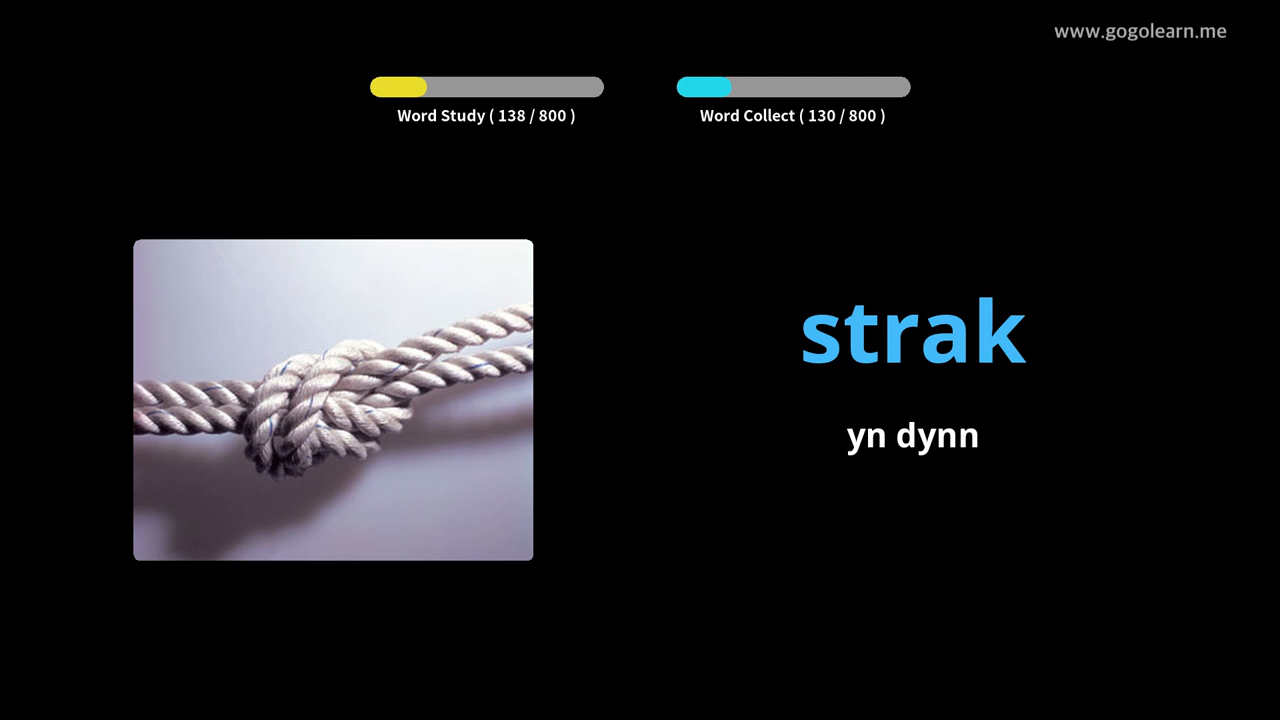 www.gogolearn.me
Word Study ( 138 / 800 )
Word Collect ( 130 / 800 )
strak
yn dynn